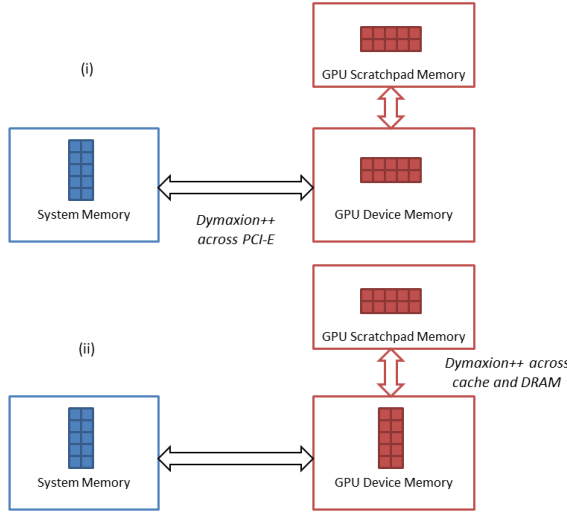 (i)
GPU Scratchpad Memory
System Memory
Dymaxion++
across PCI-E
GPU Device Memory
(ii)
GPU Scratchpad Memory
Dymaxion++ across
cache and DRAM
System Memory
GPU Device Memory